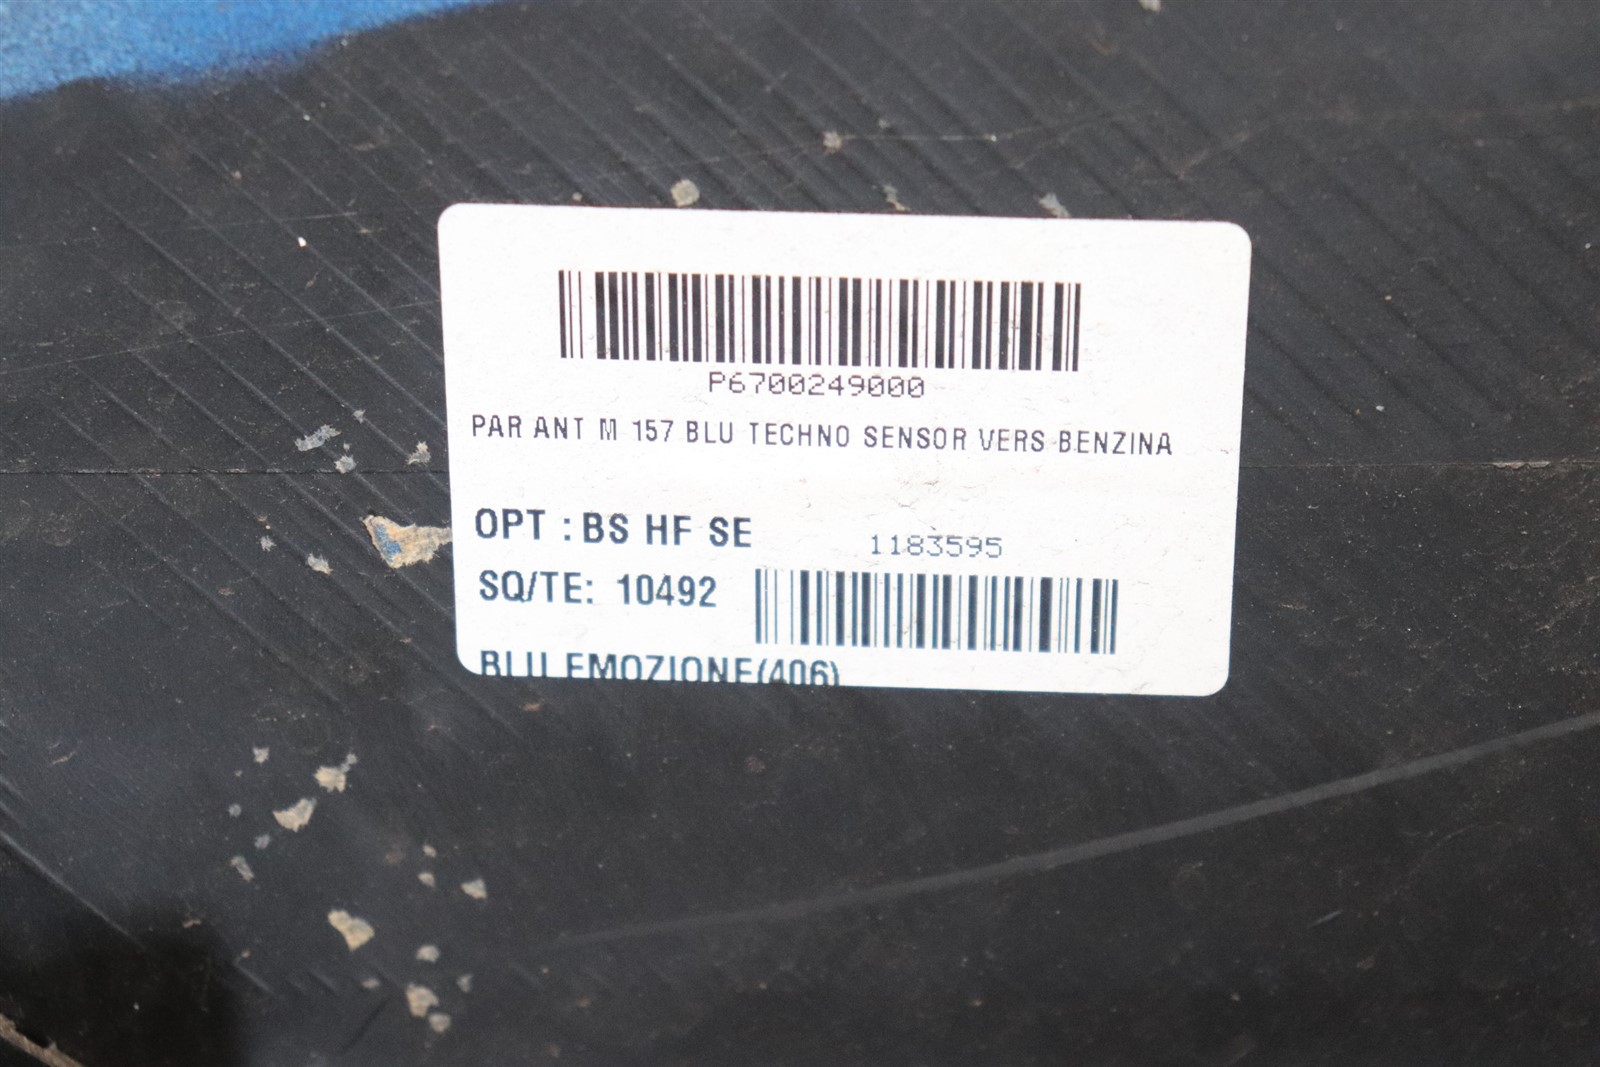 P6700249000
PAR ANT M 157 BLU TECHNO SENSOR VERS BENZINA
OPT : BS HF SE
1183595
SQ/TE: 10492
BLU EMOZIONE(406)